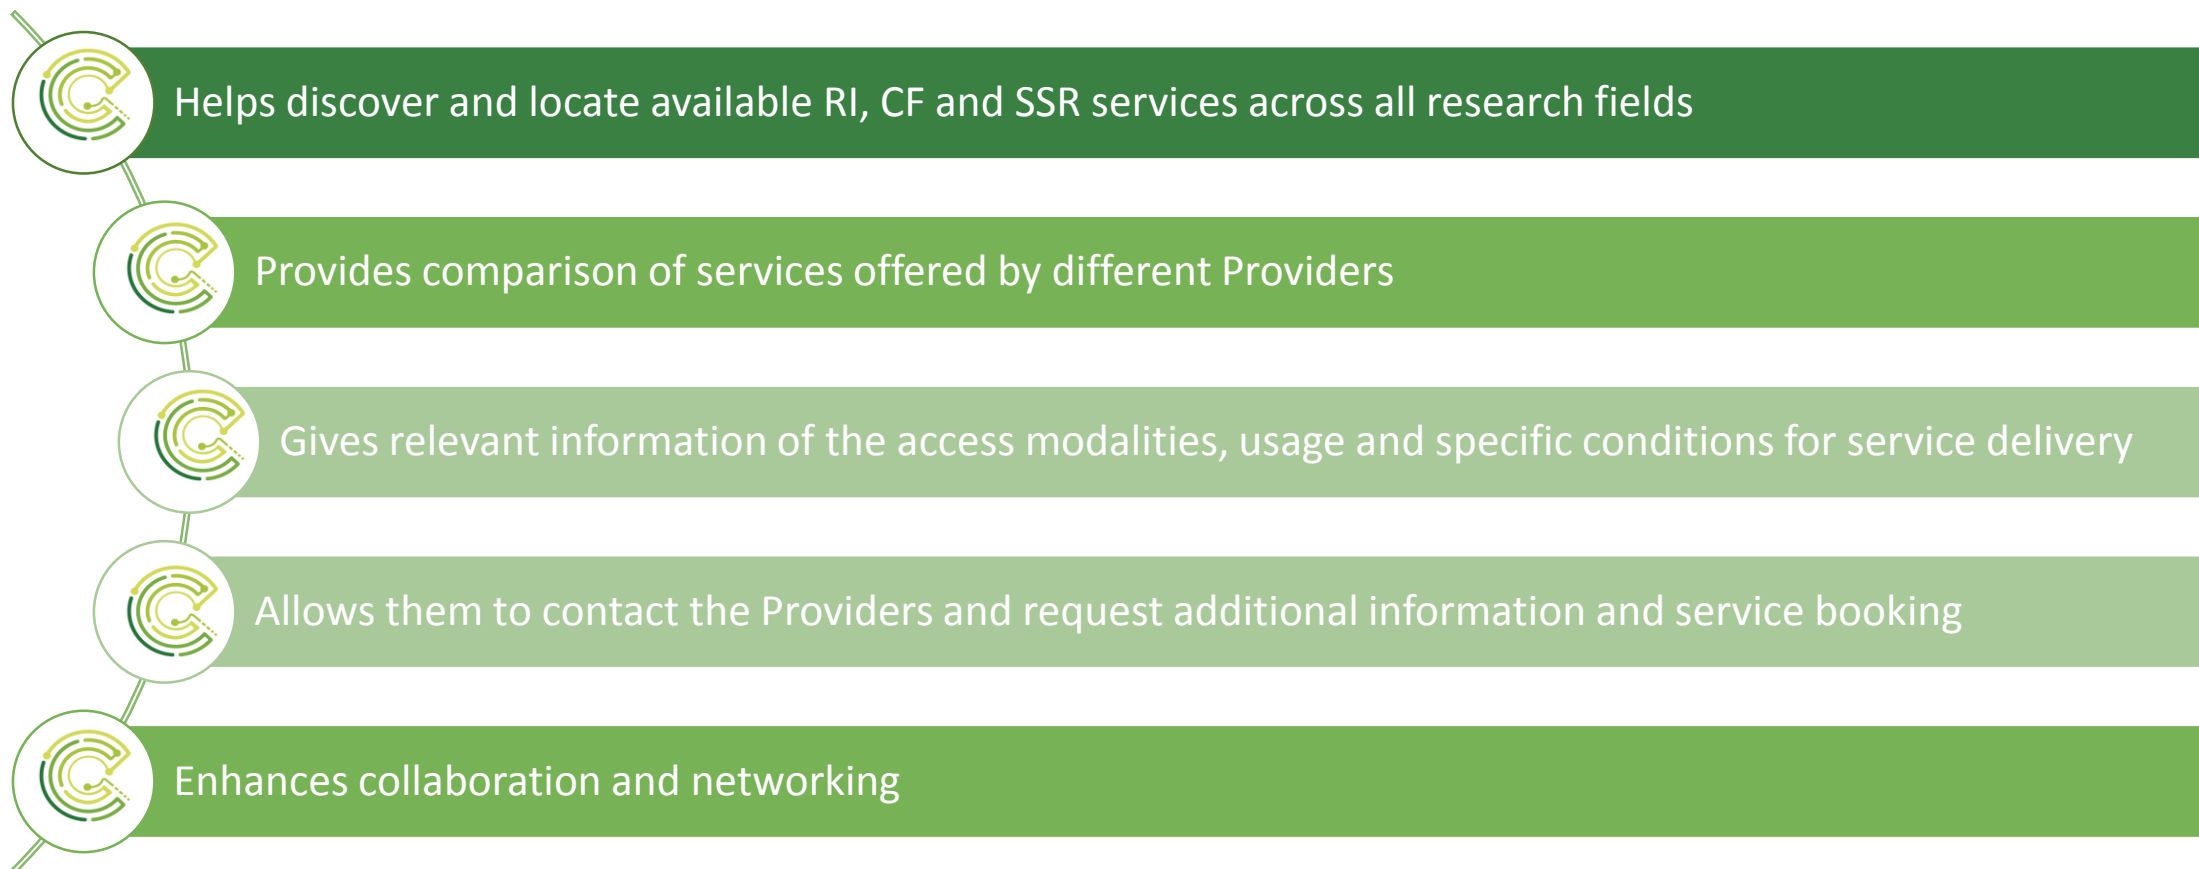 Helps discover and locate available RI, CF and SSR services across all research fields
Provides comparison of services offered by different Providers
Gives relevant information of the access modalities, usage and specific conditions for service delivery
Allows them to contact the Providers and request additional information and service booking
Enhances collaboration and networking